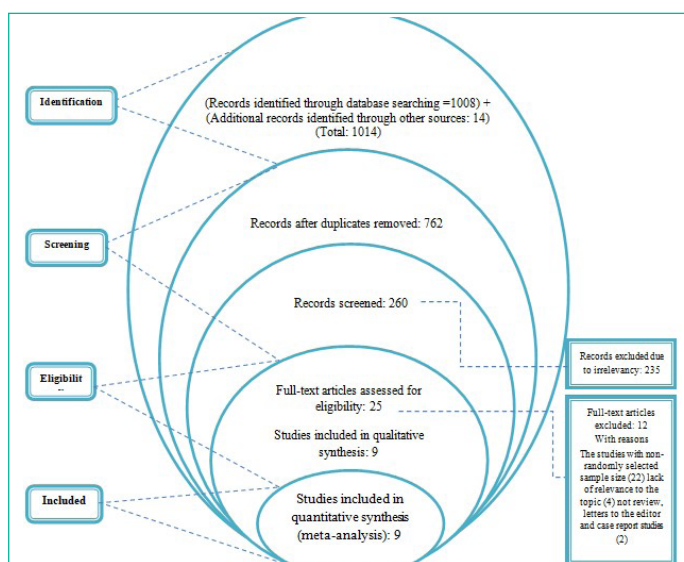 Identification
(Records identified through database searching =1008) +
(Additional records identified through other sources: 14)
(Total: 1014)
Screening
Records after duplicates removed: 762
Records screened: 260
Records excluded due
to irrelevancy: 235
Eligibilit
Full-text articles assessed for
eligibility: 25
Studies included in qualitative
synthesis: 9
Full-text articles
excluded: 12
With reasons
The studies with non-
randomly selected
sample size (22) lack
of relevance to the
topic (4) not review,
letters to the editor
and case report studies
(2)
Included
Studies included in
quantitative synthesis
(meta-analysis): 9